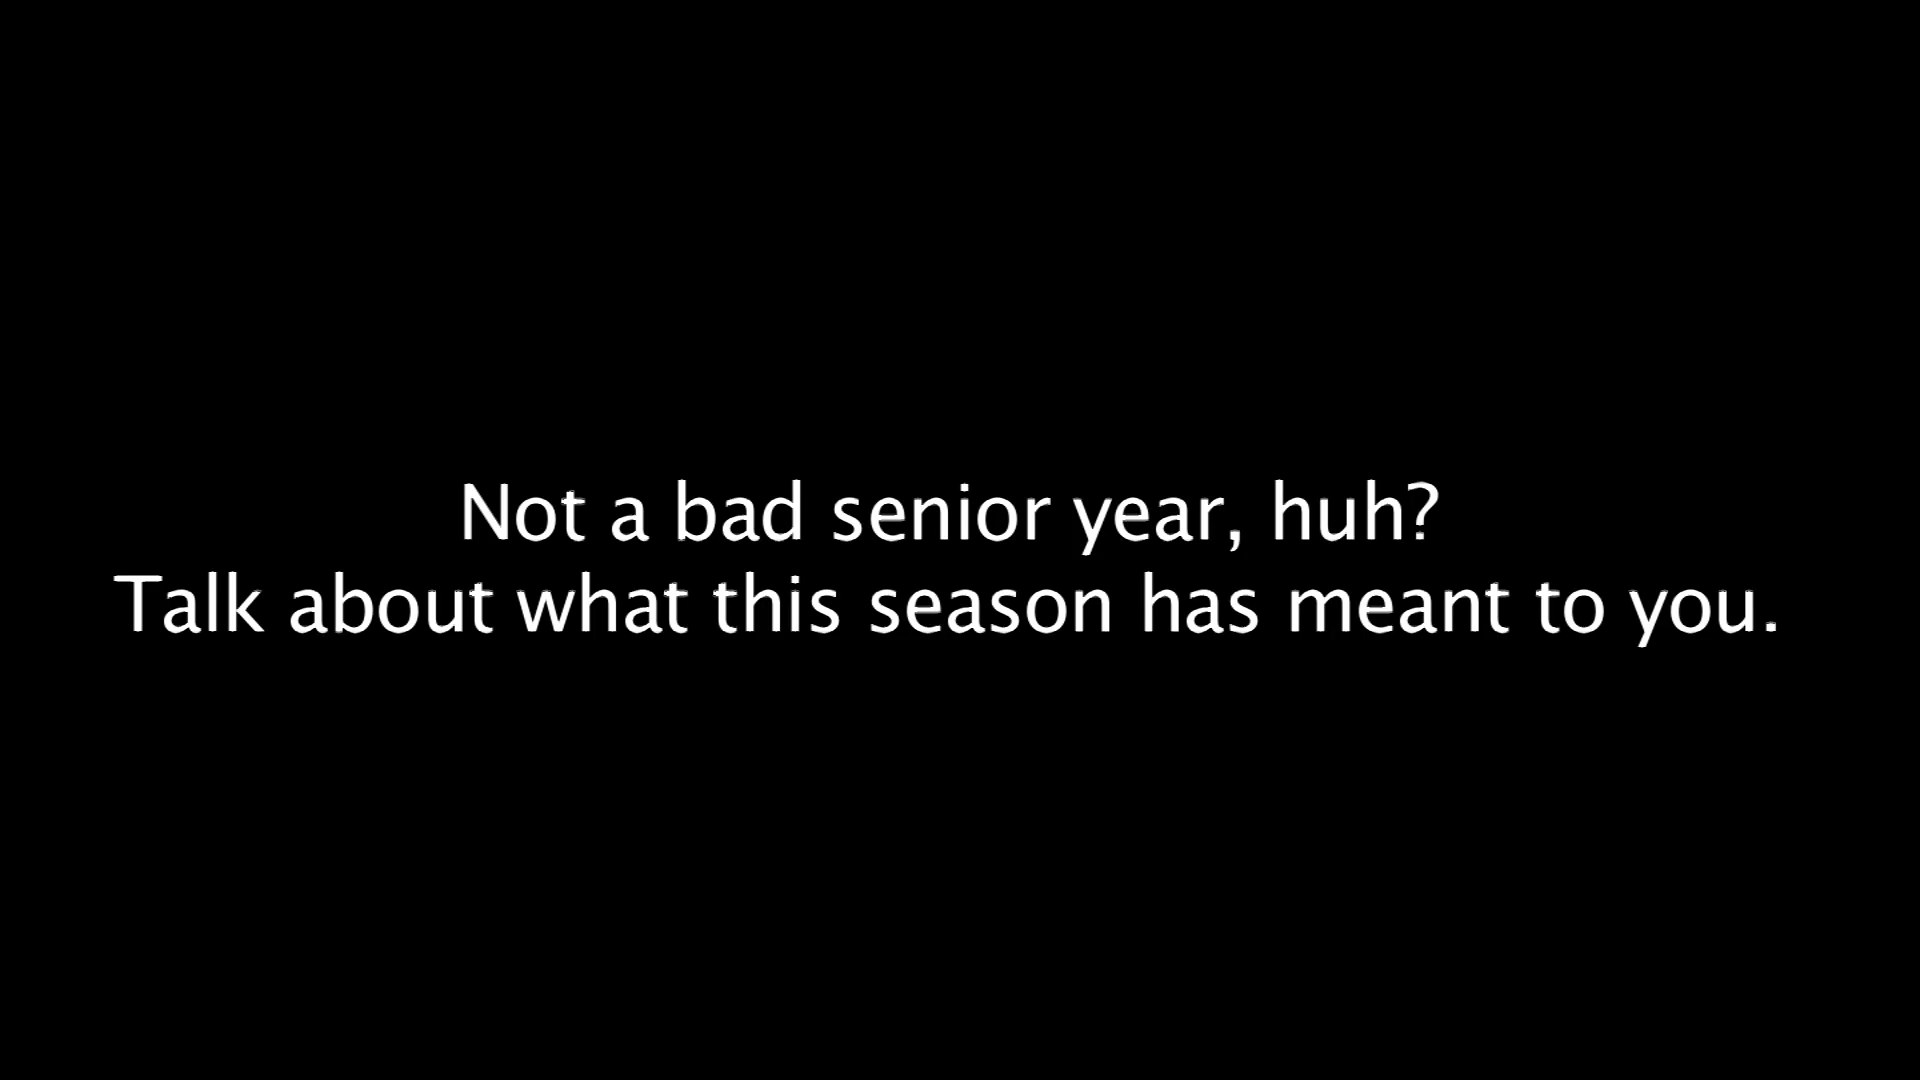 Not a bad senior year, huh?
Talk about what this season has meant to you.